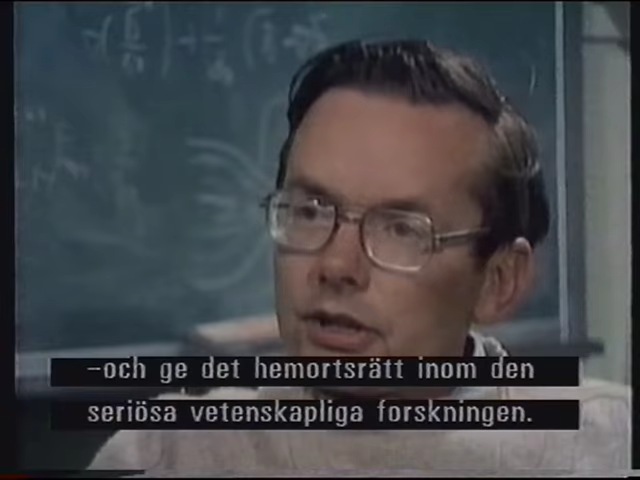 -och ge det hemortsrätt inom den
seriösa vetenskapliga forskningen.